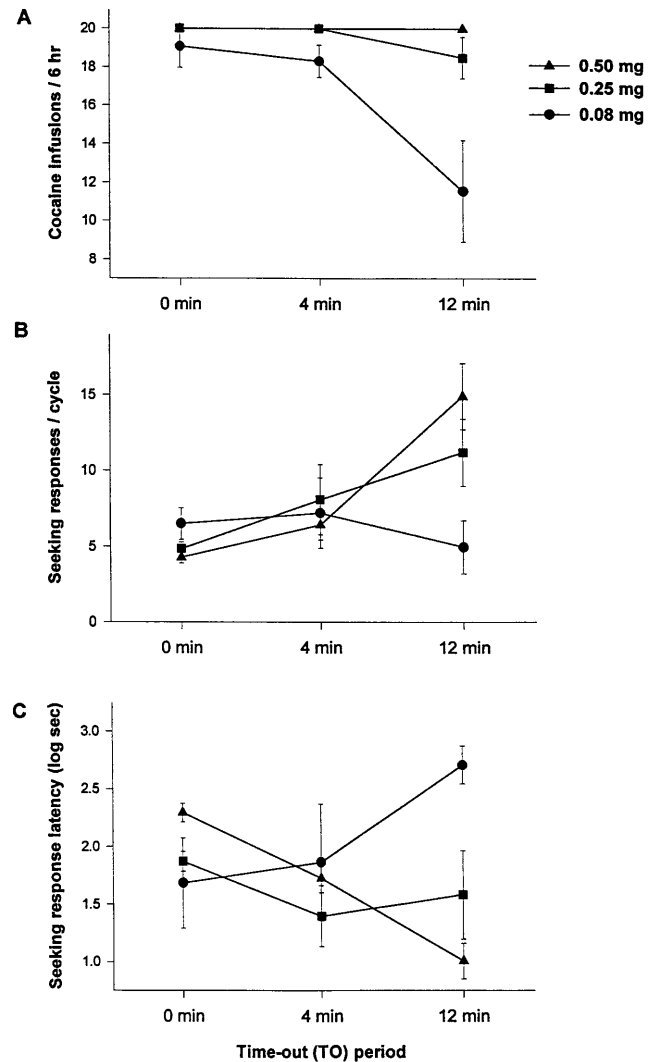 A
Cocaine infusions / 6 hr
20
18
16
14
12
10
8
0 min 4 min 12 min
0.50 mg
0.25 mg
0.08 mg
B
Seeking responses / cycle
15
10
5
0
0 min 4 min 12 min
C
Seeking response latency (log sec)
3.0
2.5
2.0
1.5
1.0
0 min 4 min 12 min
Time-out (TO) period